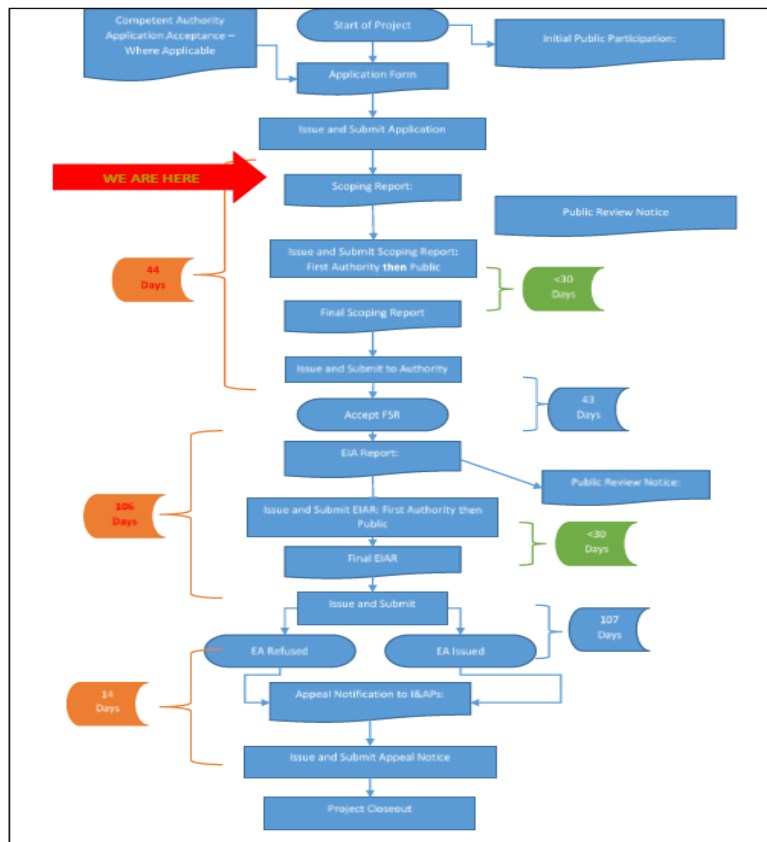 Competent Authority
Application Acceptance –
Where Applicable
Start of Project
Initial Public Participation:
Application Form
Issue and Submit Application
WE ARE HERE
Scoping Report:
Public Review Notice
Issue and Submit Scoping Report:
First Authority then Public
44
Days
<30
Days
Final Scoping Report
Issue and Submit to Authority
43
Days
Accept FSR
EIA Report:
Public Review Notice:
106
Days
Issue and Submit EIAR: First Authority then
Public
<30
Days
Final EIAR
Issue and Submit
107
Days
EA Refused
EA Issued
14
Days
Appeal Notification to I&APs:
Issue and Submit Appeal Notice
Project Closeout